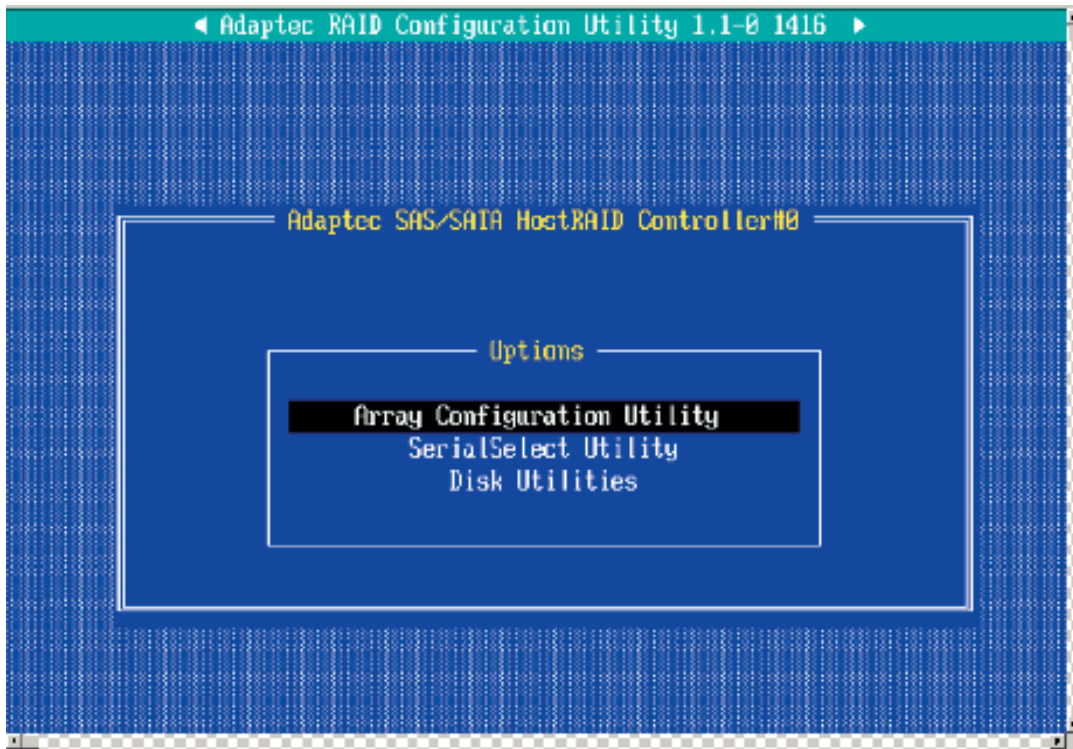 Adaptec RAID Configuration Utility 1.1-0 1416
Adaptec SAS/SATA HostRAID Controller#0
Options
Array Configuration Utility
SerialSelect Utility
Disk Utilities